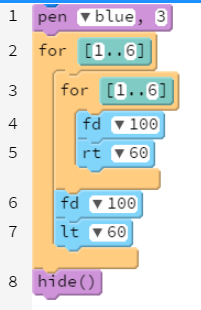 1 pen ▼blue, 3
2 for [1..6]
3 for [1..6]
4 fd ▼100
5 rt ▼60
6 fd ▼100
7 lt ▼60
8 hide()